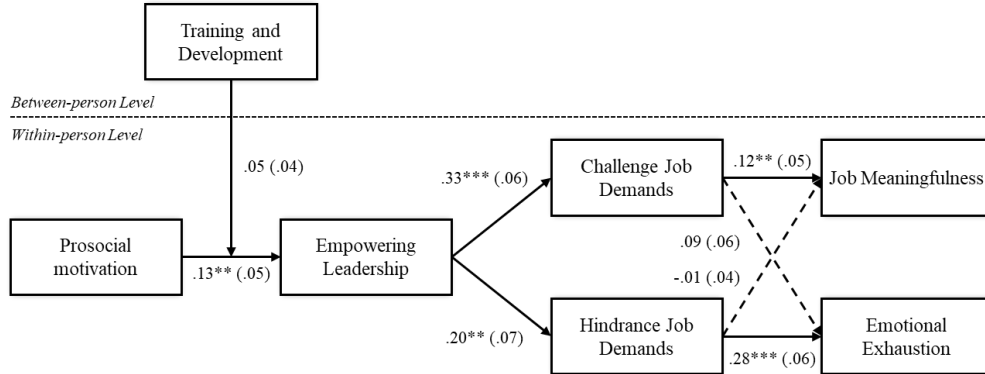 Training and
Development
Between-person Level
Within-person Level
.05 (.04)
.33*** (.06)
Challenge Job
Demands
.12** (.05)
Job Meaningfulness
Prosocial
motivation
.13** (.05)
Empowering
Leadership
.09 (.06)
-.01 (.04)
.20** (.07)
Hindrance Job
Demands
.28*** (.06)
Emotional
Exhaustion